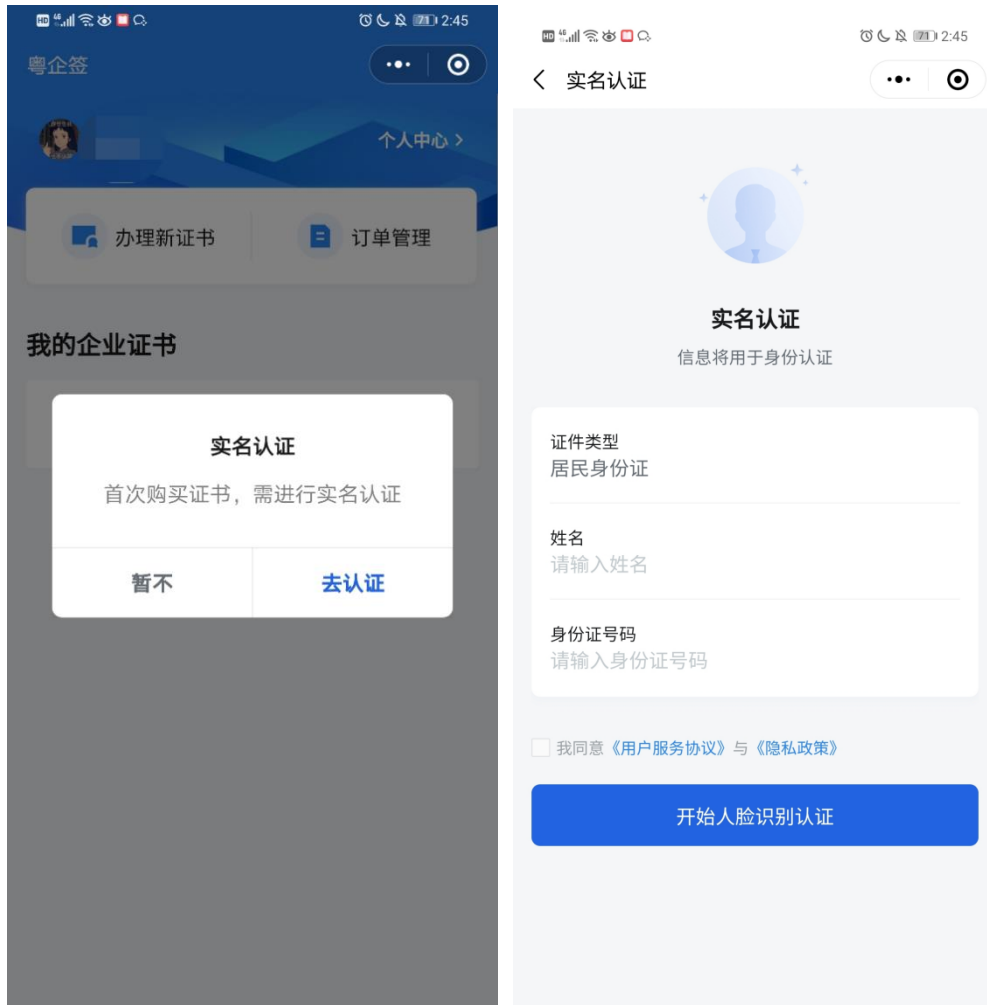 HD 4G 71 2:45
粤企签
个人中心 >
办理新证书 订单管理
我的企业证书
实名认证
首次购买证书，需进行实名认证
暂不 去认证
HD 4G 71 2:45
实名认证
实名认证
信息将用于身份认证
证件类型
居民身份证
姓名
请输入姓名
身份证号码
请输入身份证号码
我同意《用户服务协议》与《隐私政策》
开始人脸识别认证